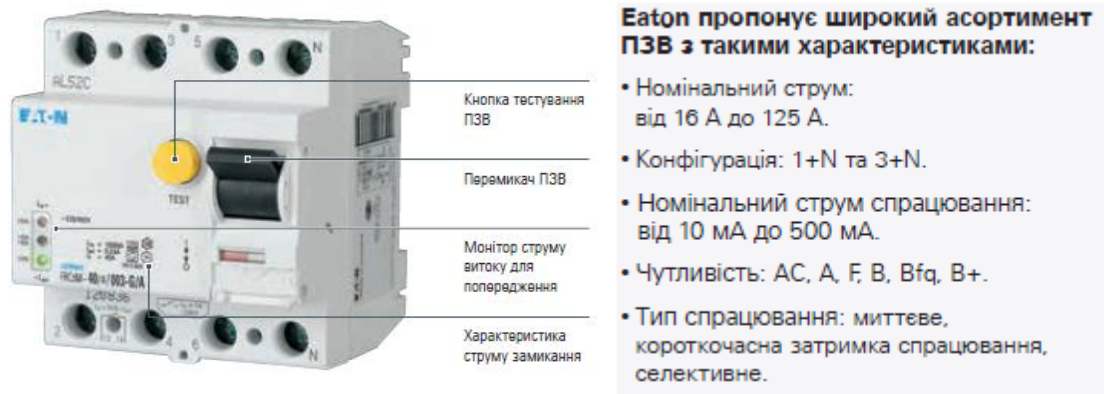 1
3
5
N
AL52C
EATON
TEST
120836
2
4
6
N
Кнопка тестування
ПЗВ
Перемикач ПЗВ
Монітор струму
витоку для
попередження
Характеристика
струму замикання
Eaton пропонує широкий асортимент
ПЗВ з такими характеристиками:
• Номінальний струм:
від 16 А до 125 А.
• Конфігурація: 1+N та 3+N.
• Номінальний струм спрацювання:
від 10 мА до 500 мА.
• Чутливість: AC, A, F, B, Bfq, B+.
• Тип спрацювання: миттєве,
короткочасна затримка спрацювання,
селективне.